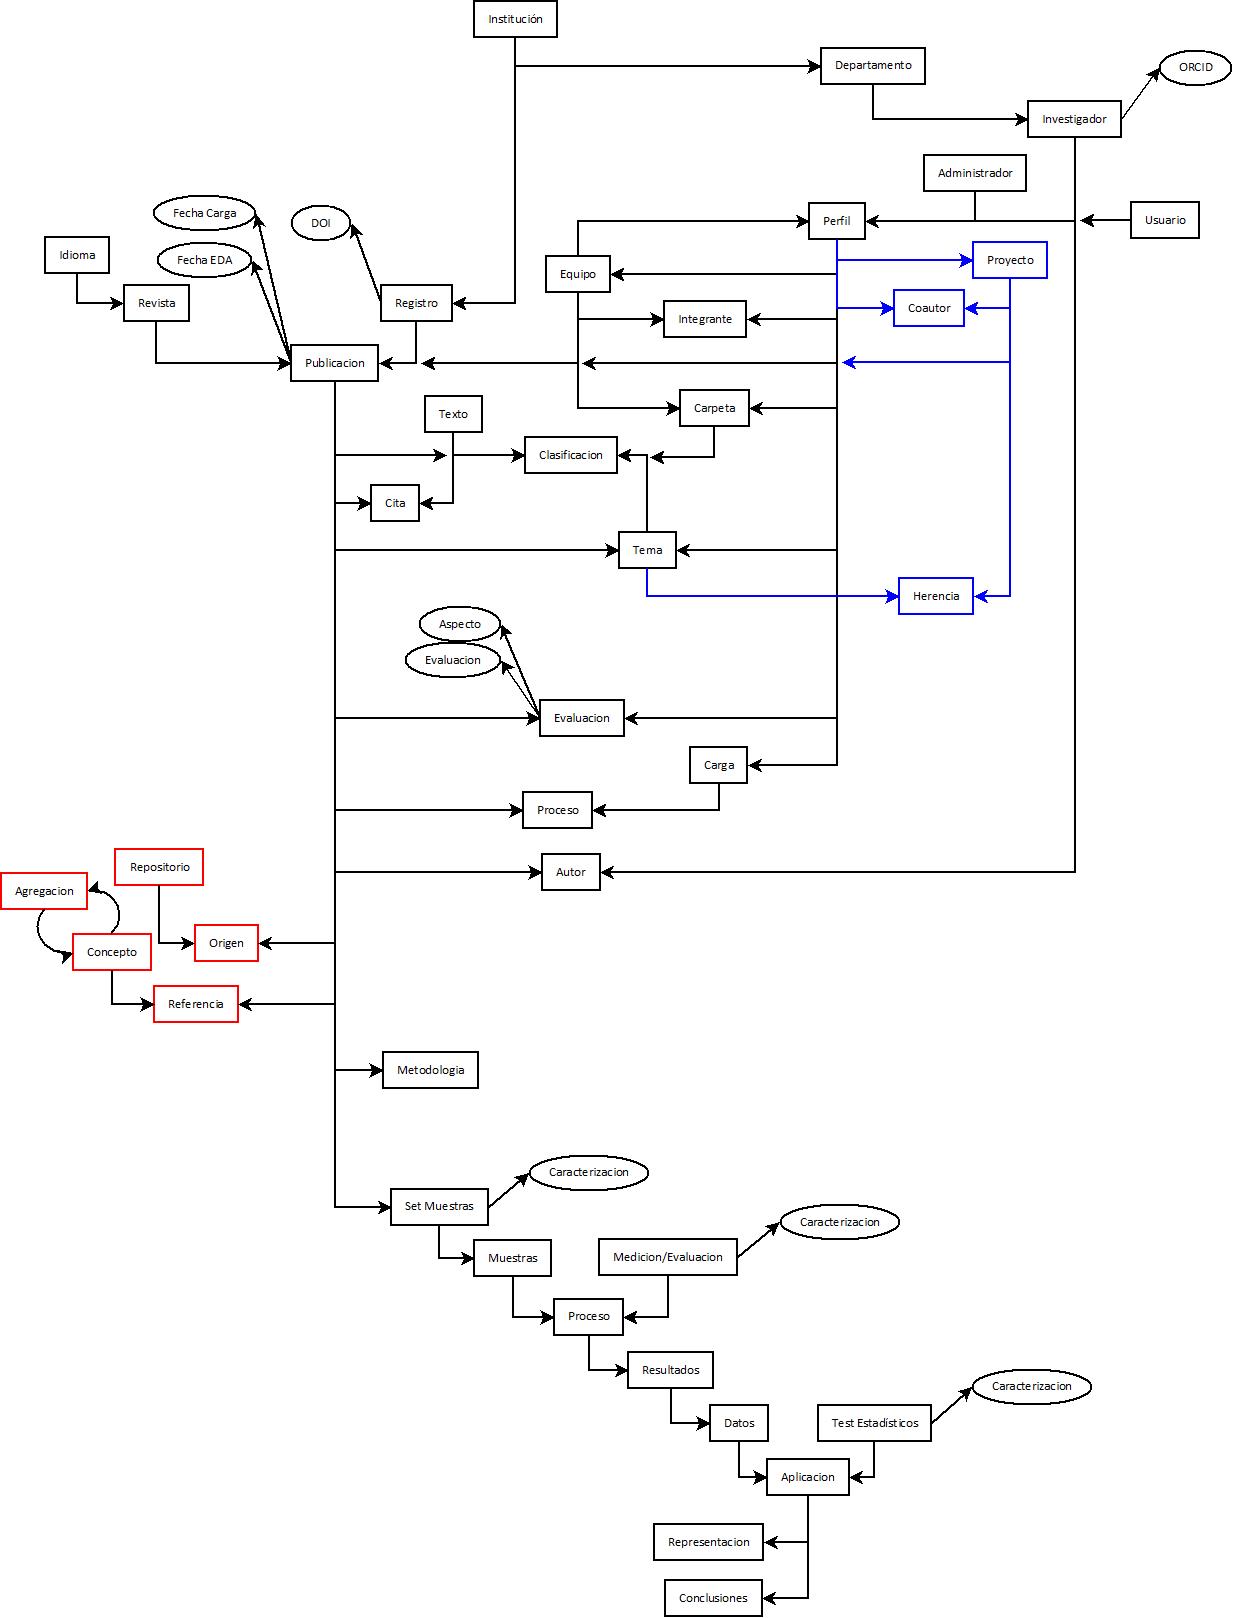 Institución
Departamento
ORCID
Investigador
Administrador
Fecha Carga
DOI
Perfil
Usuario
Idioma
Fecha EDA
Equipo
Proyecto
Revista
Registro
Coautor
Integrante
Publicacion
Texto
Carpeta
Clasificacion
Cita
Tema
Herencia
Aspecto
Evaluacion
Evaluacion
Carga
Proceso
Repositorio
Autor
Agregacion
Origen
Concepto
Referencia
Metodologia
Caracterizacion
Set Muestras
Caracterizacion
Muestras
Medicion/Evaluacion
Proceso
Resultados
Caracterizacion
Datos
Test Estadísticos
Aplicacion
Representacion
Conclusiones